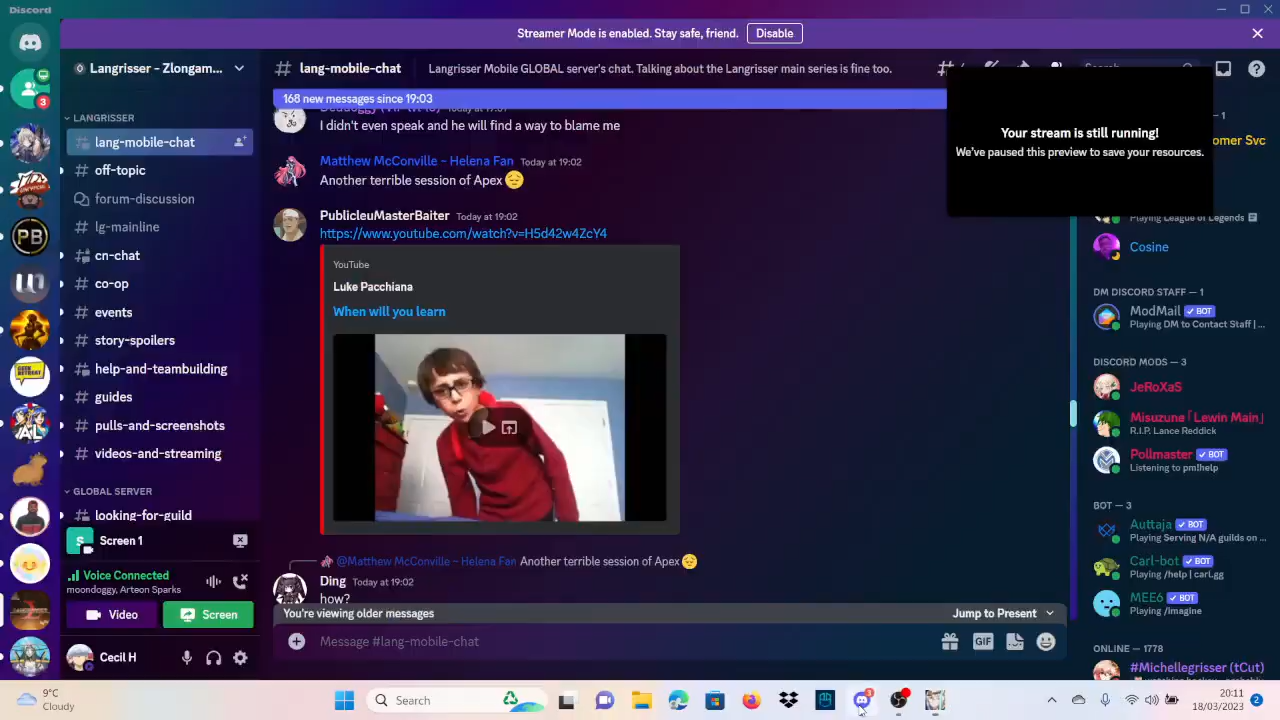 Discord
Streamer Mode is enabled. Stay safe, friend.
Disable
Langrisser - Zlongam...
lang-mobile-chat
Langrisser Mobile GLOBAL server's chat. Talking about the Langrisser main series is fine too.
168 new messages since 19:03
Your stream is still running!
We've paused this preview to save your resources.
3
LANGRISSER
lang-mobile-chat
off-topic
forum-discussion
lg-mainline
cn-chat
co-op
events
story-spoilers
help-and-teambuilding
guides
pulls-and-screenshots
videos-and-streaming
GLOBAL SERVER
looking-for-guild
Screen 1
Voice Connected
moondoggy, Arteon Sparks
Video
Screen
Cecil H
I didn't even speak and he will find a way to blame me
Matthew McConville ~ Helena Fan Today at 19:02
Another terrible session of Apex
PublicleuMasterBaiter Today at 19:02
https://www.youtube.com/watch?v=H5d42w4ZcY4
YouTube
Luke Pacchiana
When will you learn
@Matthew McConville ~ Helena Fan Another terrible session of Apex
Ding Today at 19:02
how?
You're viewing older messages
Jump to Present
Message #lang-mobile-chat
GIF
omer Svc
Playing League of Legends
Cosine
DM DISCORD STAFF — 1
ModMail BOT
Playing DM to Contact Staff | ...
DISCORD MODS — 3
JeRoXaS
Misuzune「Lewin Main」
R.I.P. Lance Reddick
Pollmaster BOT
Listening to pm!help
BOT — 3
Auttaja BOT
Playing Serving N/A guilds on ...
Carl-bot BOT
Playing /help | carl.gg
MEE6 BOT
Playing /imagine
ONLINE — 1778
#Michellegrisser (tCut)
9°C
Cloudy
Search
20:11
18/03/2023
2